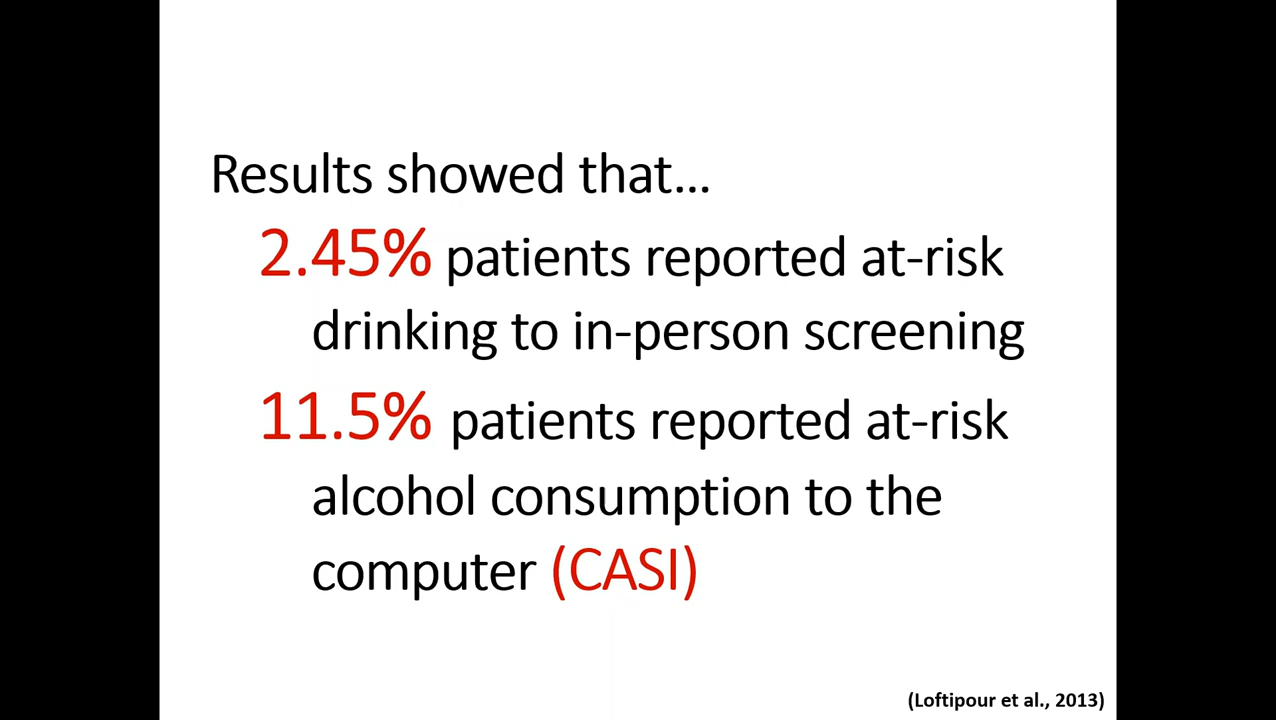 Results showed that...
2.45% patients reported at-risk
drinking to in-person screening
11.5% patients reported at-risk
alcohol consumption to the
computer (CASI)
(Loftipour et al., 2013)